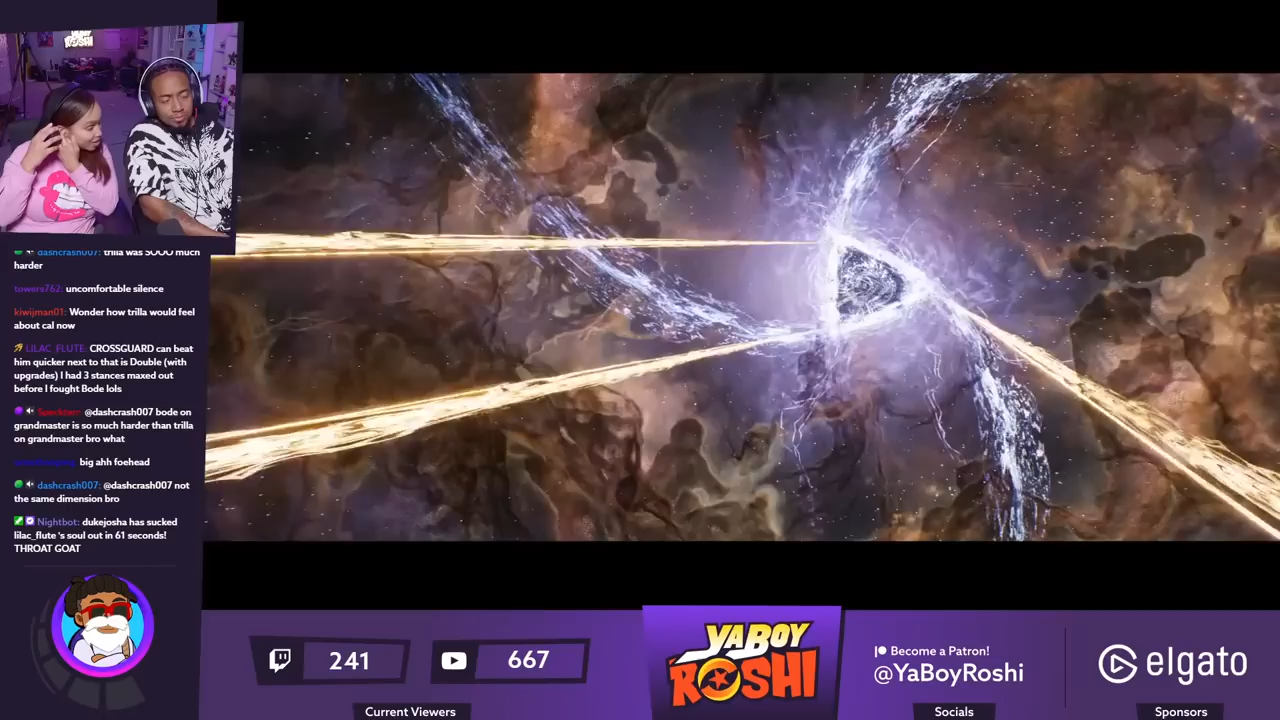 YABOY
ROSHI
dashcrash007: trilla was SOOO much
harder
towers762: uncomfortable silence
kiwijman01: Wonder how trilla would feel
about cal now
LILAC_FLUTE: CROSSGUARD can beat
him quicker next to that is Double (with
upgrades) I had 3 stances maxed out
before I fought Bode lols
@dashcrash007 bode on
grandmaster is so much harder than trilla
on grandmaster bro what
big ahh foehead
dashcrash007: @dashcrash007 not
the same dimension bro
Nightbot: dukejosha has sucked
lilac_flute 's soul out in 61 seconds!
THROAT GOAT
241
667
Current Viewers
YABOY
ROSHI
Become a Patron!
@YaBoyRoshi
Socials
elgato
Sponsors